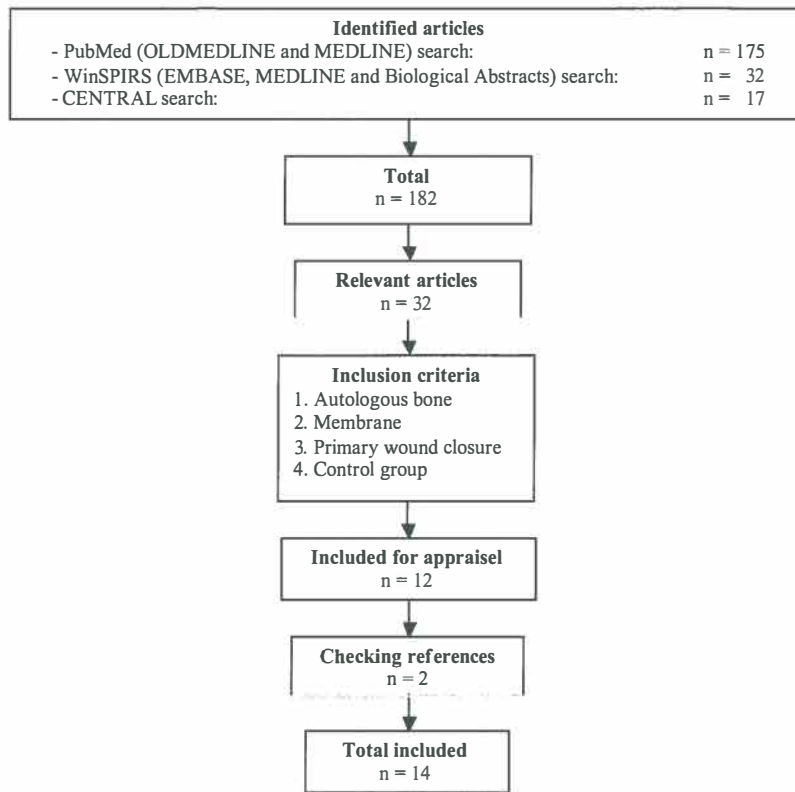 Identified articles
- PubMed (OLDMEDLINE and MEDLINE) search: n = 175
- WinSPIRS (EMBASE, MEDLINE and Biological Abstracts) search: n = 32
- CENTRAL search: n = 17
Total
n = 182
Relevant articles
n = 32
Inclusion criteria
1. Autologous bone
2. Membrane
3. Primary wound closure
4. Control group
Included for appraisel
n = 12
Checking references
n = 2
Total included
n = 14